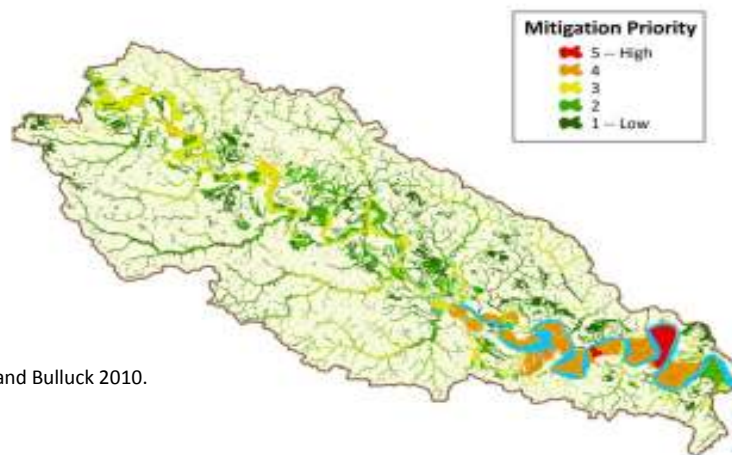 Mitigation Priority
5 -- High
4
3
2
1 -- Low
and Bulluck 2010.